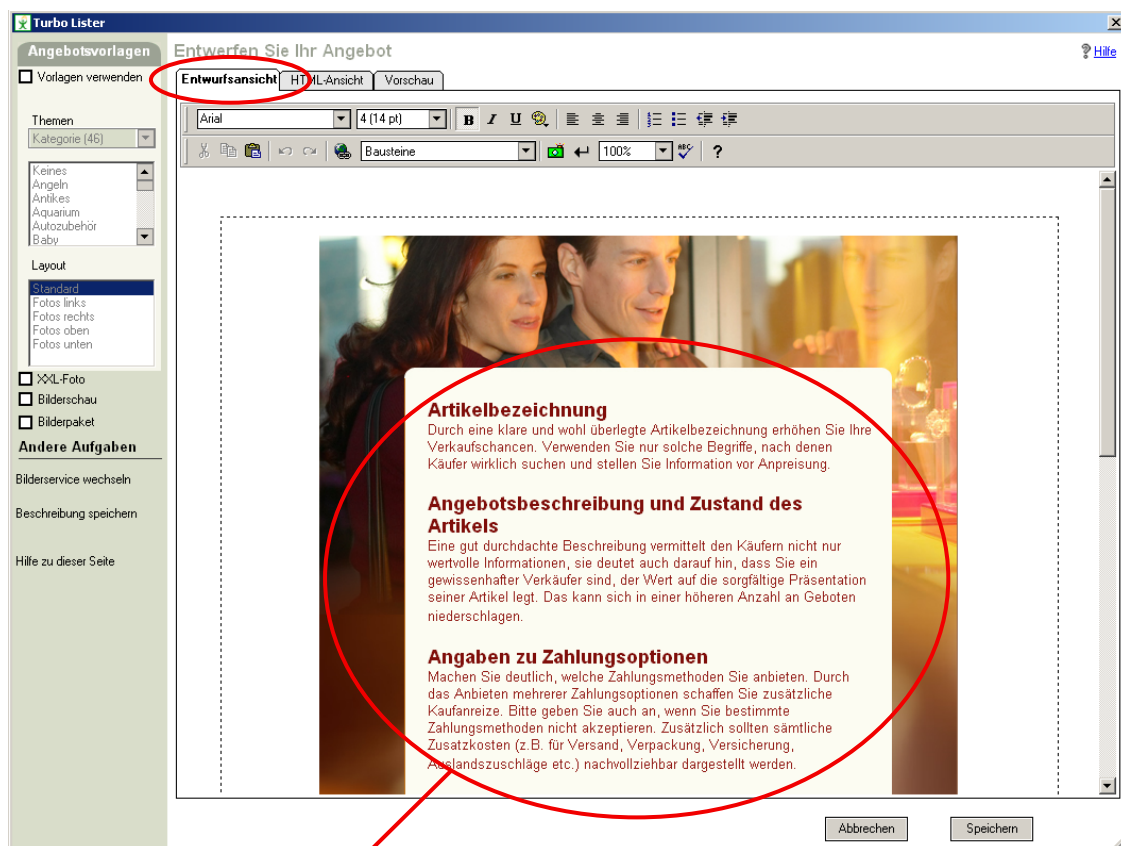 Turbo Lister
Angebotsvorlagen
Vorlagen verwenden
Themen
Kategorie (46)
Keines
Angeln
Antikes
Aquarium
Autozubehör
Baby
Layout
Standard
Fotos links
Fotos rechts
Fotos oben
Fotos unten
XXL-Foto
Bilderschau
Bilderpaket
Andere Aufgaben
Bilderservice wechseln
Beschreibung speichern
Hilfe zu dieser Seite
Entwerfen Sie Ihr Angebot
? Hilfe
Entwurfsansicht HTML-Ansicht Vorschau
Arial 4 (14 pt) B I U
Bausteine 100% ABC ?
Artikelbezeichnung
Durch eine klare und wohl überlegte Artikelbezeichnung erhöhen Sie Ihre
Verkaufschancen. Verwenden Sie nur solche Begriffe, nach denen
Käufer wirklich suchen und stellen Sie Information vor Anpreisung.
Angebotsbeschreibung und Zustand des
Artikels
Eine gut durchdachte Beschreibung vermittelt den Käufern nicht nur
wertvolle Informationen, sie deutet auch darauf hin, dass Sie ein
gewissenhafter Verkäufer sind, der Wert auf die sorgfältige Präsentation
seiner Artikel legt. Das kann sich in einer höheren Anzahl an Geboten
niederschlagen.
Angaben zu Zahlungsoptionen
Machen Sie deutlich, welche Zahlungsmethoden Sie anbieten. Durch
das Anbieten mehrerer Zahlungsoptionen schaffen Sie zusätzliche
Kaufanreize. Bitte geben Sie auch an, wenn Sie bestimmte
Zahlungsmethoden nicht akzeptieren. Zusätzlich sollten sämtliche
Zusatzkosten (z.B. für Versand, Verpackung, Versicherung,
Auslandszuschläge etc.) nachvollziehbar dargestellt werden.
Abbrechen Speichern